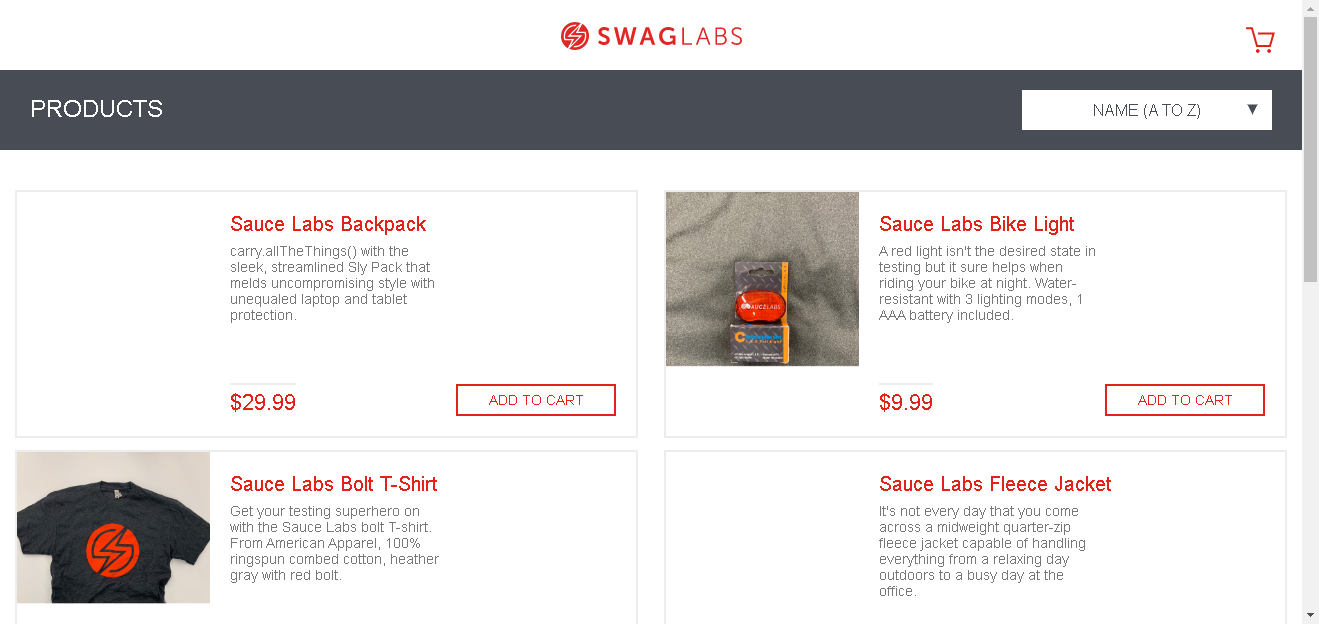 SWAGLABS
PRODUCTS
NAME (A TO Z)
Sauce Labs Backpack
carry.allTheThings() with the
sleek, streamlined Sly Pack that
melds uncompromising style with
unequaled laptop and tablet
protection.
$29.99
ADD TO CART
Sauce Labs Bike Light
A red light isn't the desired state in
testing but it sure helps when
riding your bike at night. Water-
resistant with 3 lighting modes, 1
AAA battery included.
$9.99
ADD TO CART
Sauce Labs Bolt T-Shirt
Get your testing superhero on
with the Sauce Labs bolt T-shirt.
From American Apparel, 100%
ringspun combed cotton, heather
gray with red bolt.
Sauce Labs Fleece Jacket
It's not every day that you come
across a midweight quarter-zip
fleece jacket capable of handling
everything from a relaxing day
outdoors to a busy day at the
office.